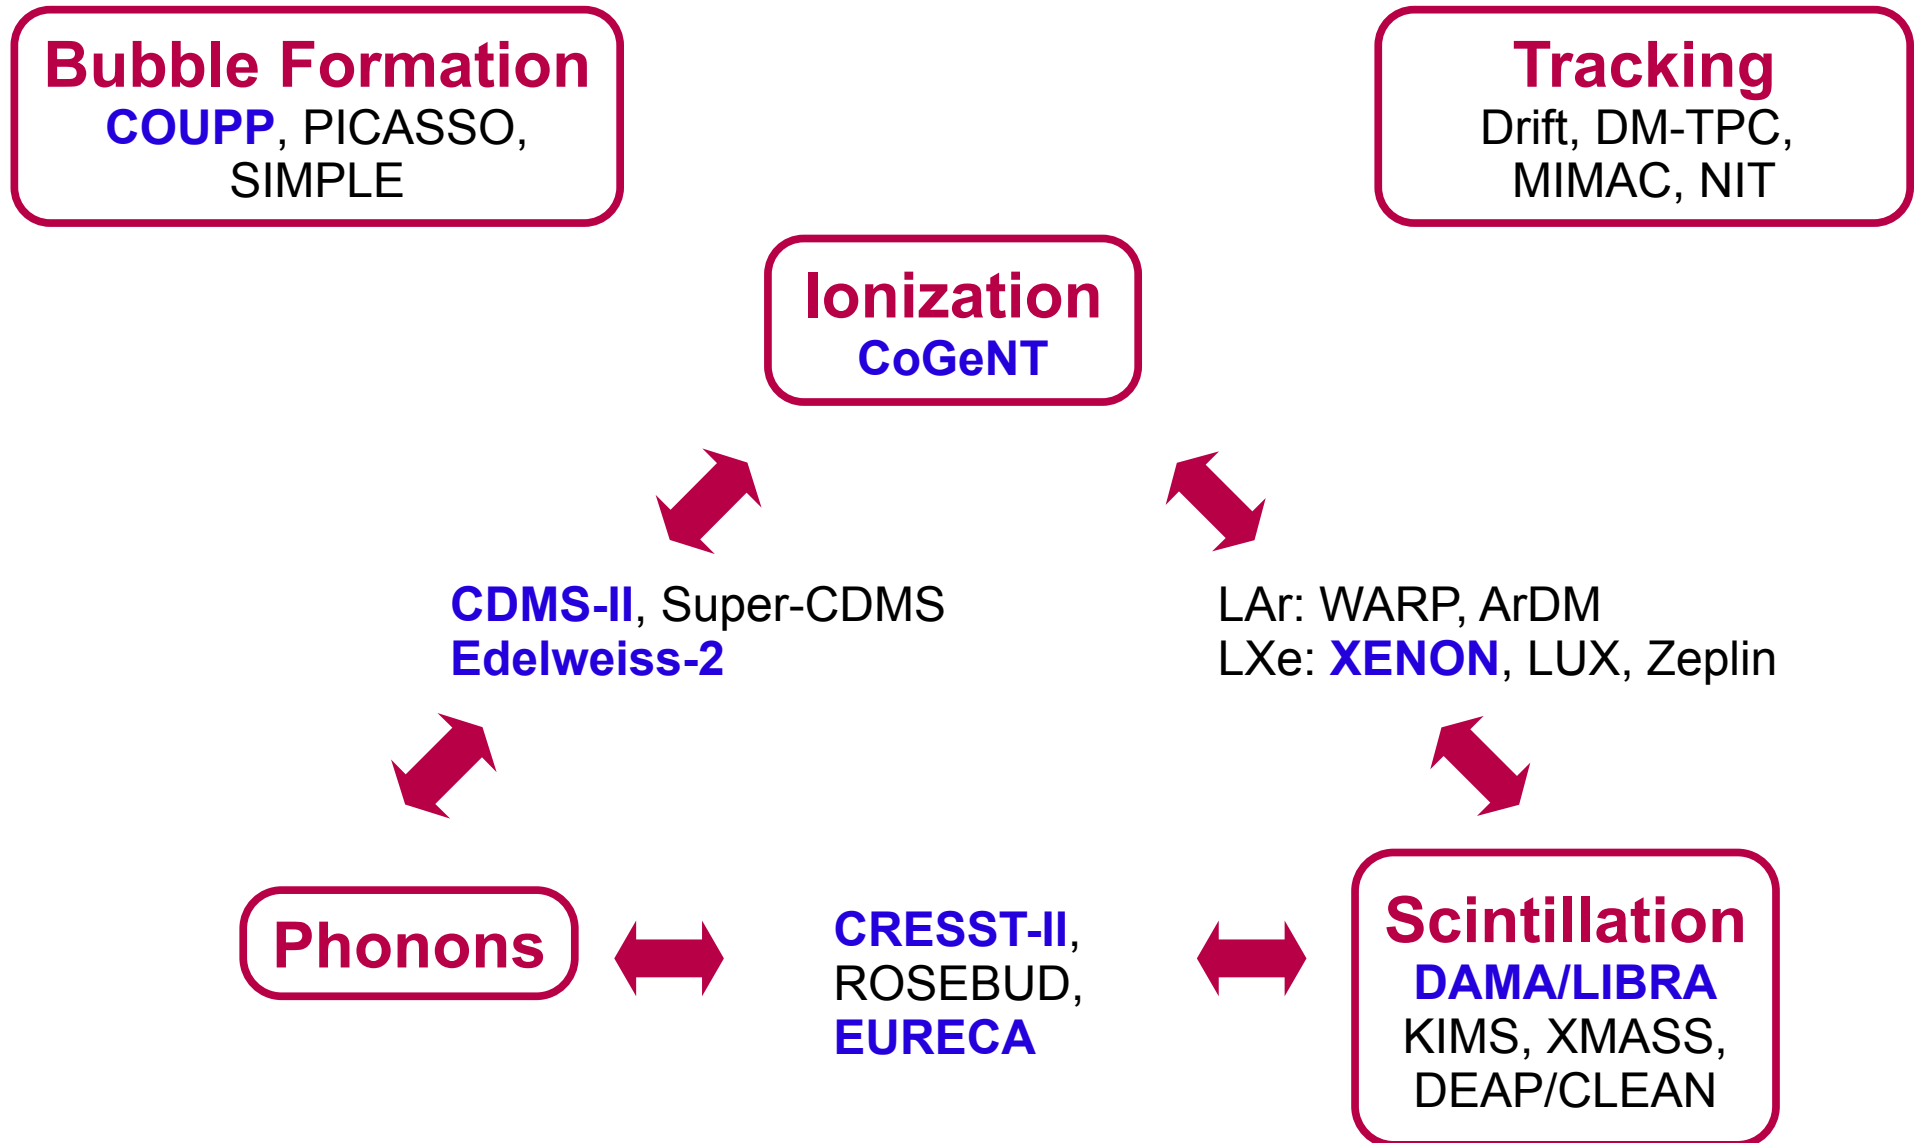 Bubble Formation
COUPP, PICASSO,
SIMPLE
Tracking
Drift, DM-TPC,
MIMAC, NIT
Ionization
CoGeNT
CDMS-II, Super-CDMS
Edelweiss-2
LAr: WARP, ArDM
LXe: XENON, LUX, Zeplin
Phonons
CRESST-II,
ROSEBUD,
EURECA
Scintillation
DAMA/LIBRA
KIMS, XMASS,
DEAP/CLEAN